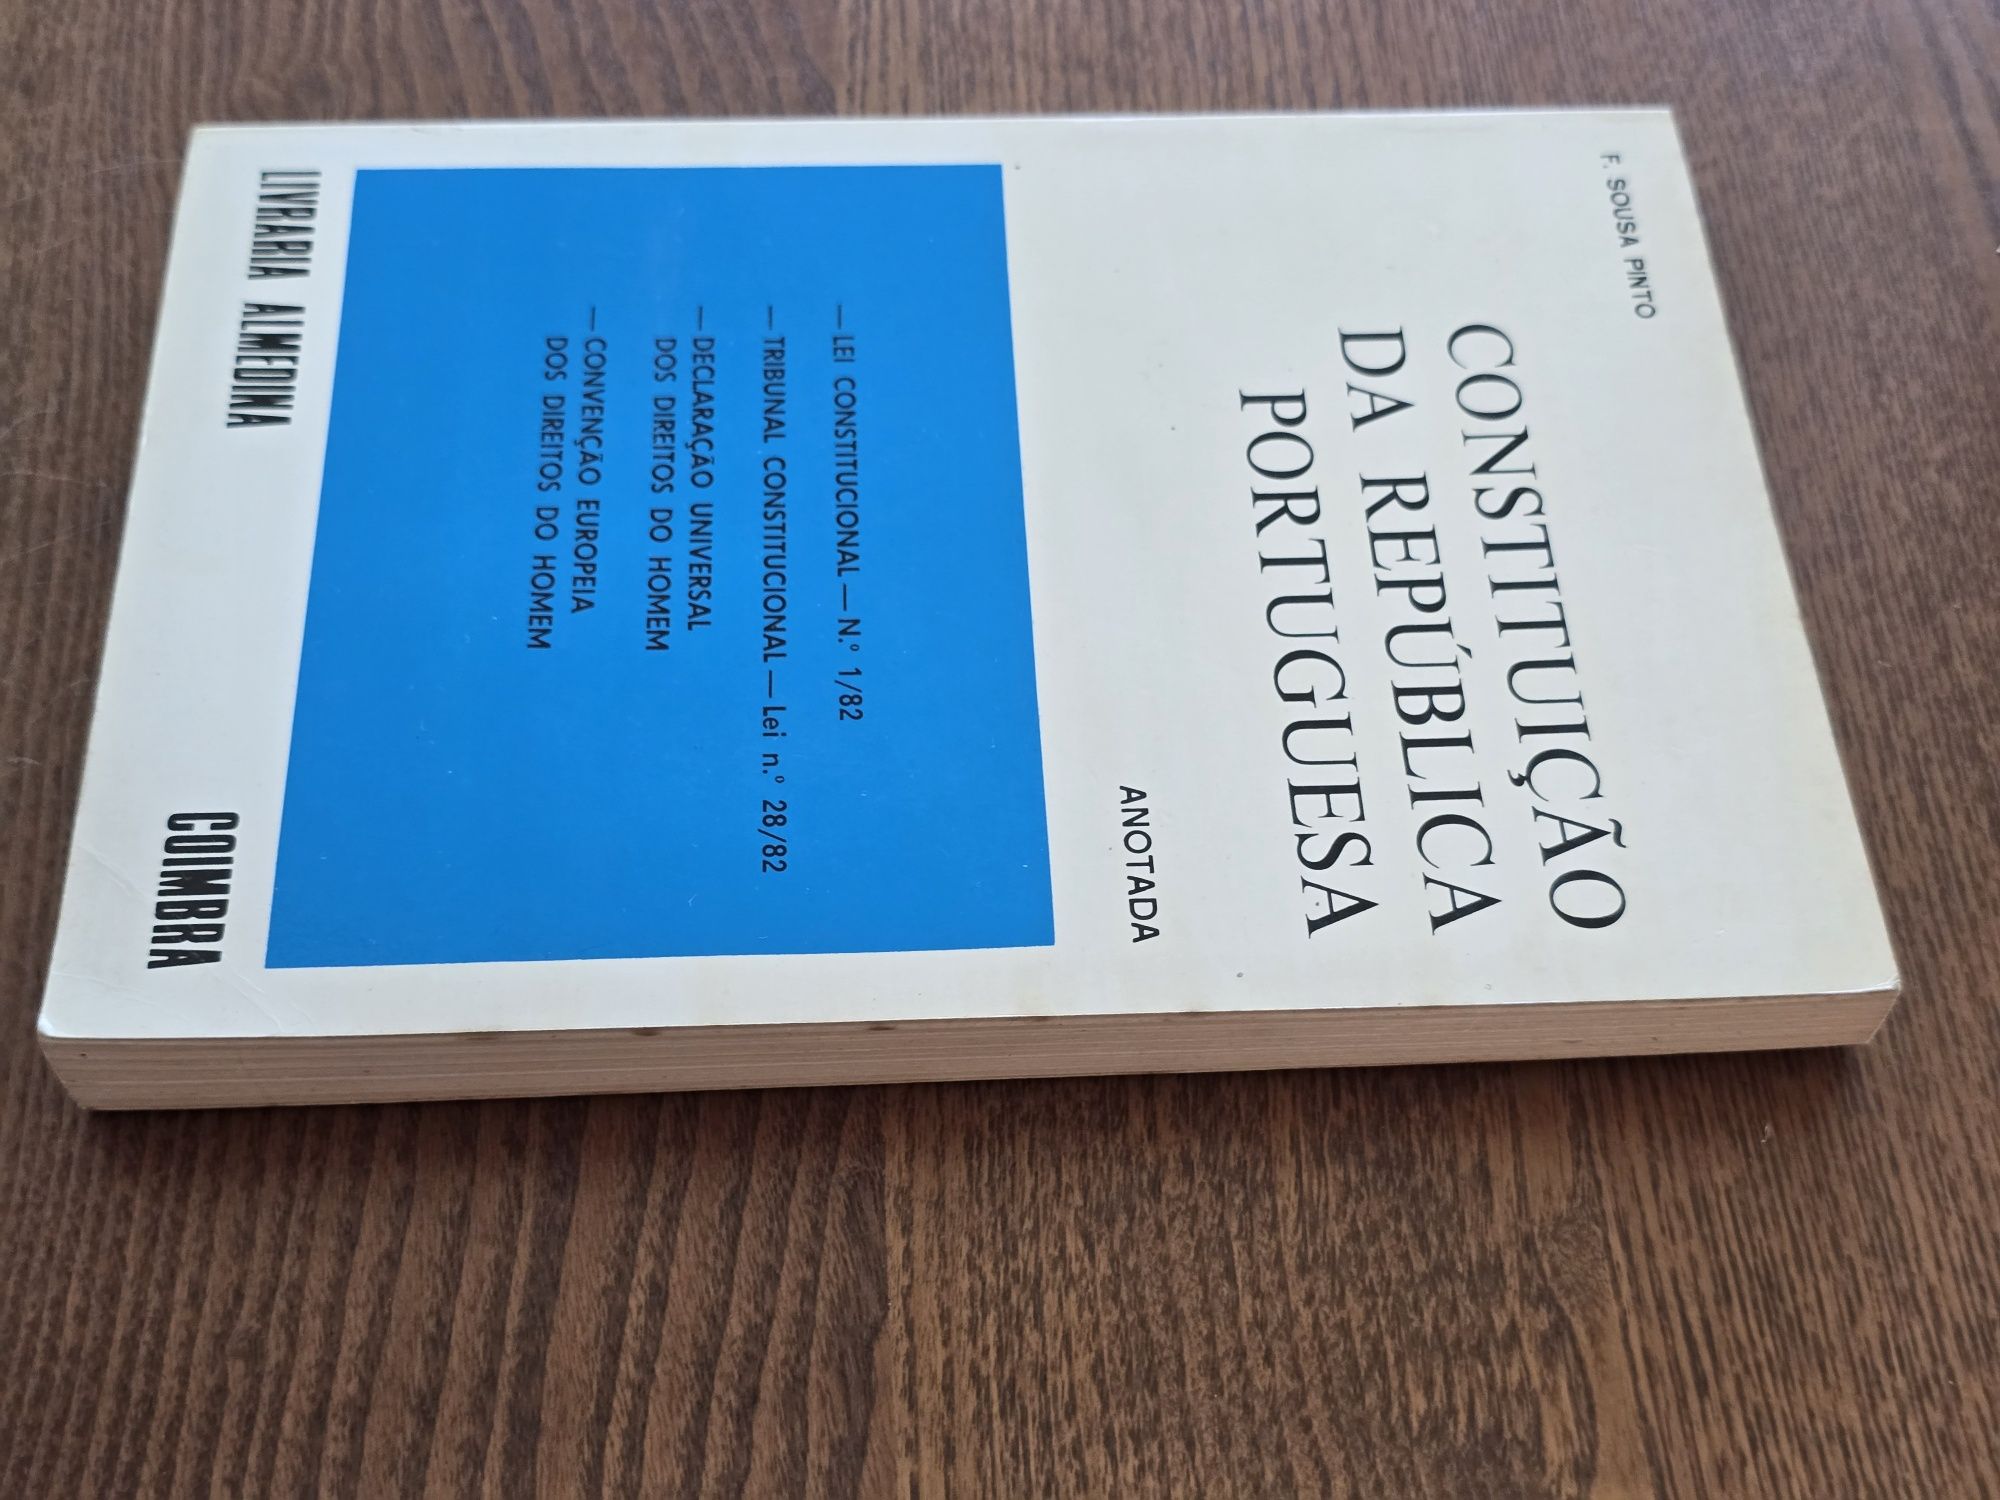 F. SOUSA PINTO
CONSTITUIÇÃO
DA REPÚBLICA
PORTUGUESA
ANOTADA
— LEI CONSTITUCIONAL — N.º 1/82
— TRIBUNAL CONSTITUCIONAL — Lei n.º 28/82
— DECLARAÇÃO UNIVERSAL
DOS DIREITOS DO HOMEM
— CONVENÇÃO EUROPEIA
DOS DIREITOS DO HOMEM
LIVRARIA ALMEDINA
COIMBRA